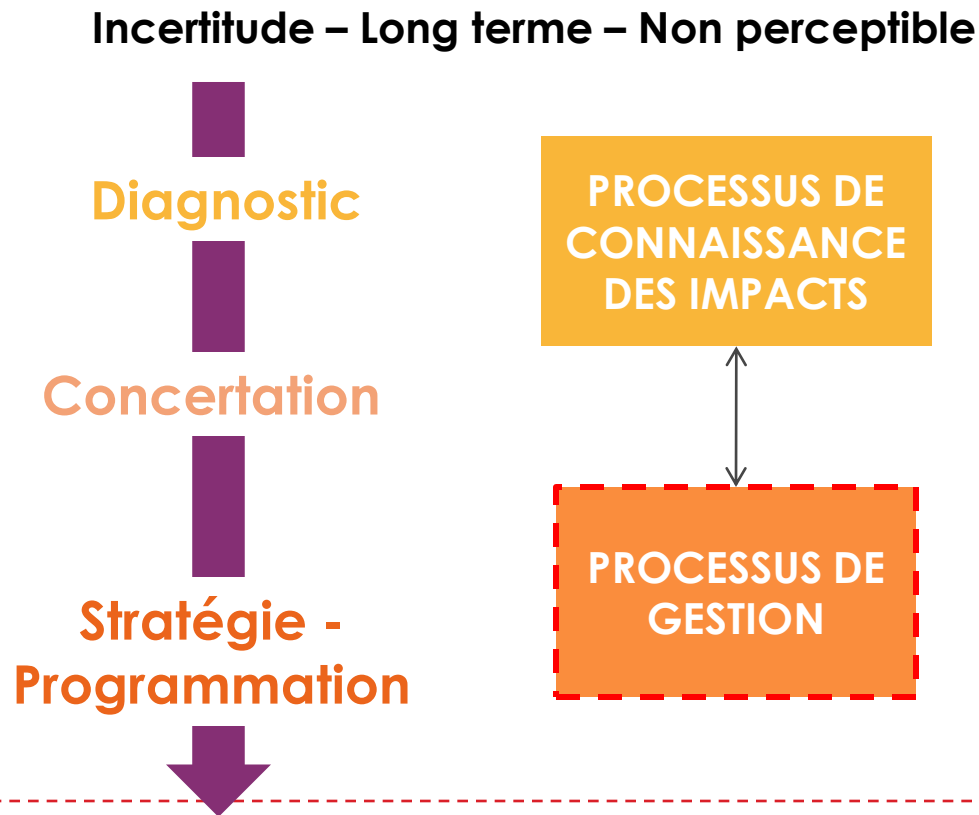 Incertitude – Long terme – Non perceptible
Diagnostic
Concertation
Stratégie -
Programmation
PROCESSUS DE
CONNAISSANCE
DES IMPACTS
PROCESSUS DE
GESTION